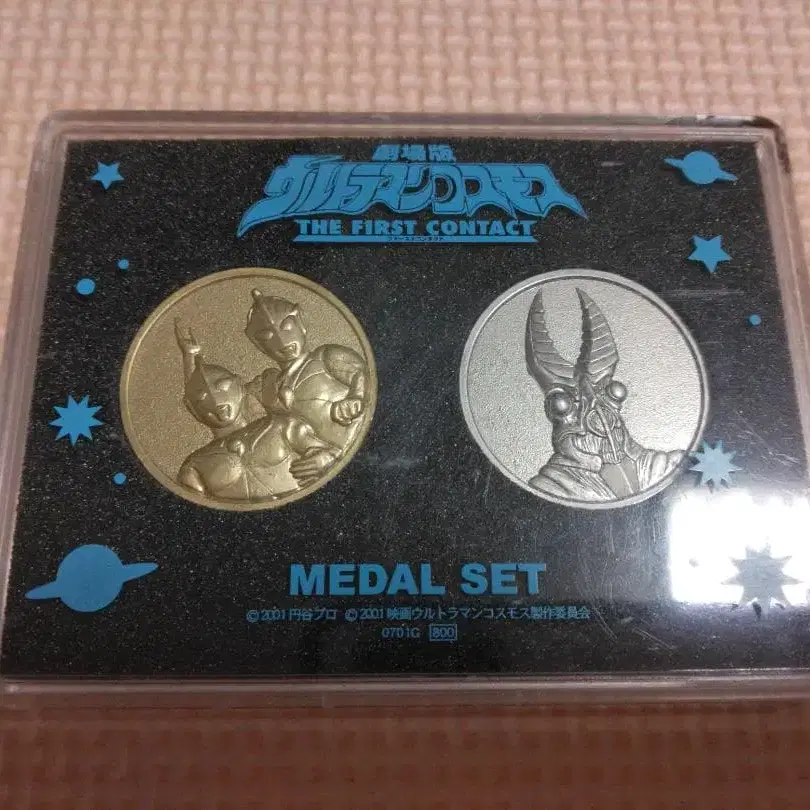 劇場版
ウルトラマンコスモス
THE FIRST CONTACT
ザファーストコンタクト
MEDAL SET
©2001 円谷プロ ©2001 映画ウルトラマンコスモス製作委員会
0701G 800